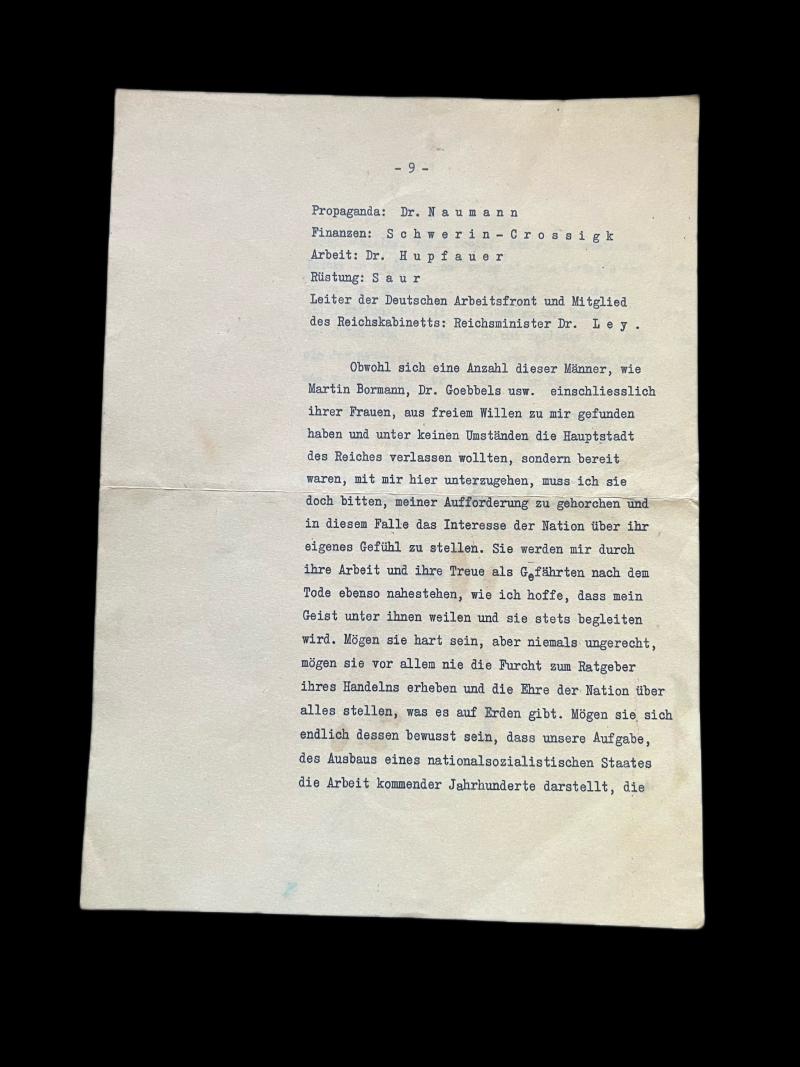 - 9 -
Propaganda: Dr. N a u m a n n
Finanzen: S c h w e r i n - C r o s s i g k
Arbeit: Dr. H u p f a u e r
Rüstung: S a u r
Leiter der Deutschen Arbeitsfront und Mitglied
des Reichskabinetts: Reichsminister Dr. L e y .
Obwohl sich eine Anzahl dieser Männer, wie
Martin Bormann, Dr. Goebbels usw. einschliesslich
ihrer Frauen, aus freiem Willen zu mir gefunden
haben und unter keinen Umständen die Hauptstadt
des Reiches verlassen wollten, sondern bereit
waren, mit mir hier unterzugehen, muss ich sie
doch bitten, meiner Aufforderung zu gehorchen und
in diesem Falle das Interesse der Nation über ihr
eigenes Gefühl zu stellen. Sie werden mir durch
ihre Arbeit und ihre Treue als Gefährten nach dem
Tode ebenso nahestehen, wie ich hoffe, dass mein
Geist unter ihnen weilen und sie stets begleiten
wird. Mögen sie hart sein, aber niemals ungerecht,
mögen sie vor allem nie die Furcht zum Ratgeber
ihres Handelns erheben und die Ehre der Nation über
alles stellen, was es auf Erden gibt. Mögen sie sich
endlich dessen bewusst sein, dass unsere Aufgabe,
des Ausbaus eines nationalsozialistischen Staates
die Arbeit kommender Jahrhunderte darstellt, die